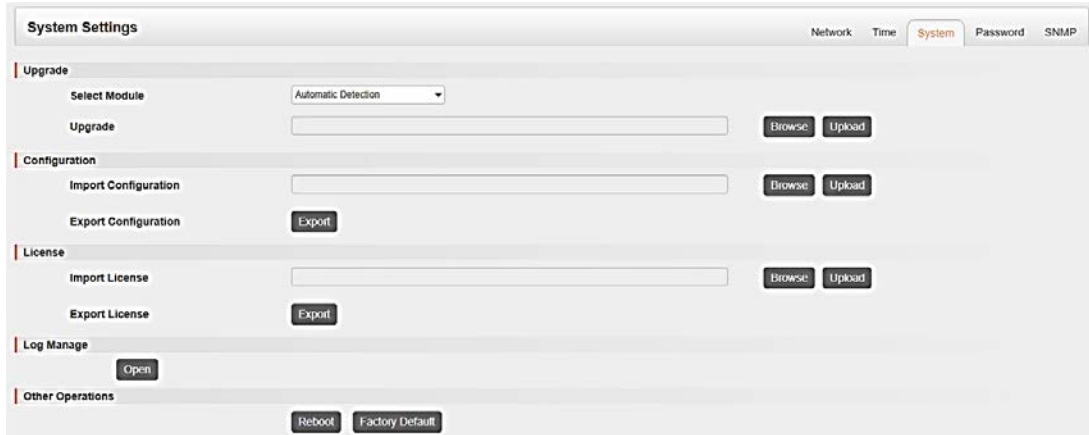 System Settings
Network Time System Password SNMP
Upgrade
Select Module Automatic Detection
Upgrade Browse Upload
Configuration
Import Configuration Browse Upload
Export Configuration Export
License
Import License Browse Upload
Export License Export
Log Manage
Open
Other Operations
Reboot Factory Default